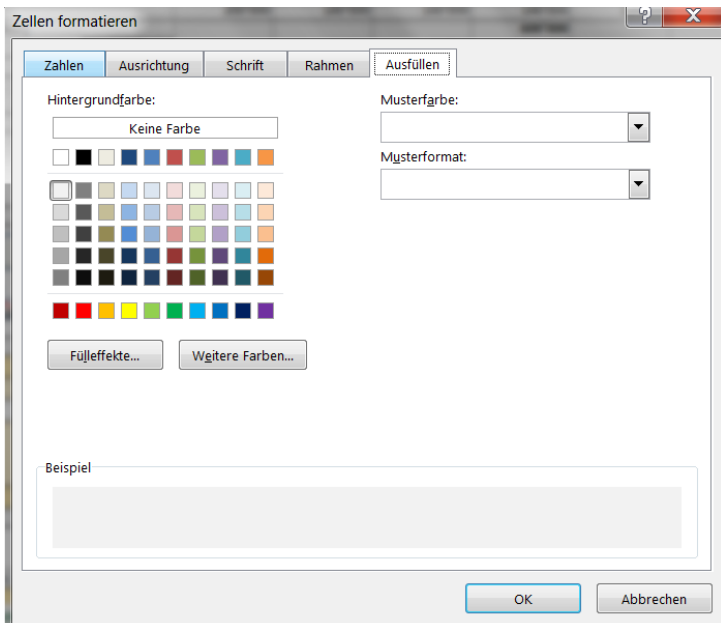 Zellen formatieren
?
X
Zahlen Ausrichtung Schrift Rahmen Ausfüllen
Hintergrundfarbe:
Keine Farbe
Musterfarbe:
Musterformat:
Fülleffekte... Weitere Farben...
Beispiel
OK Abbrechen